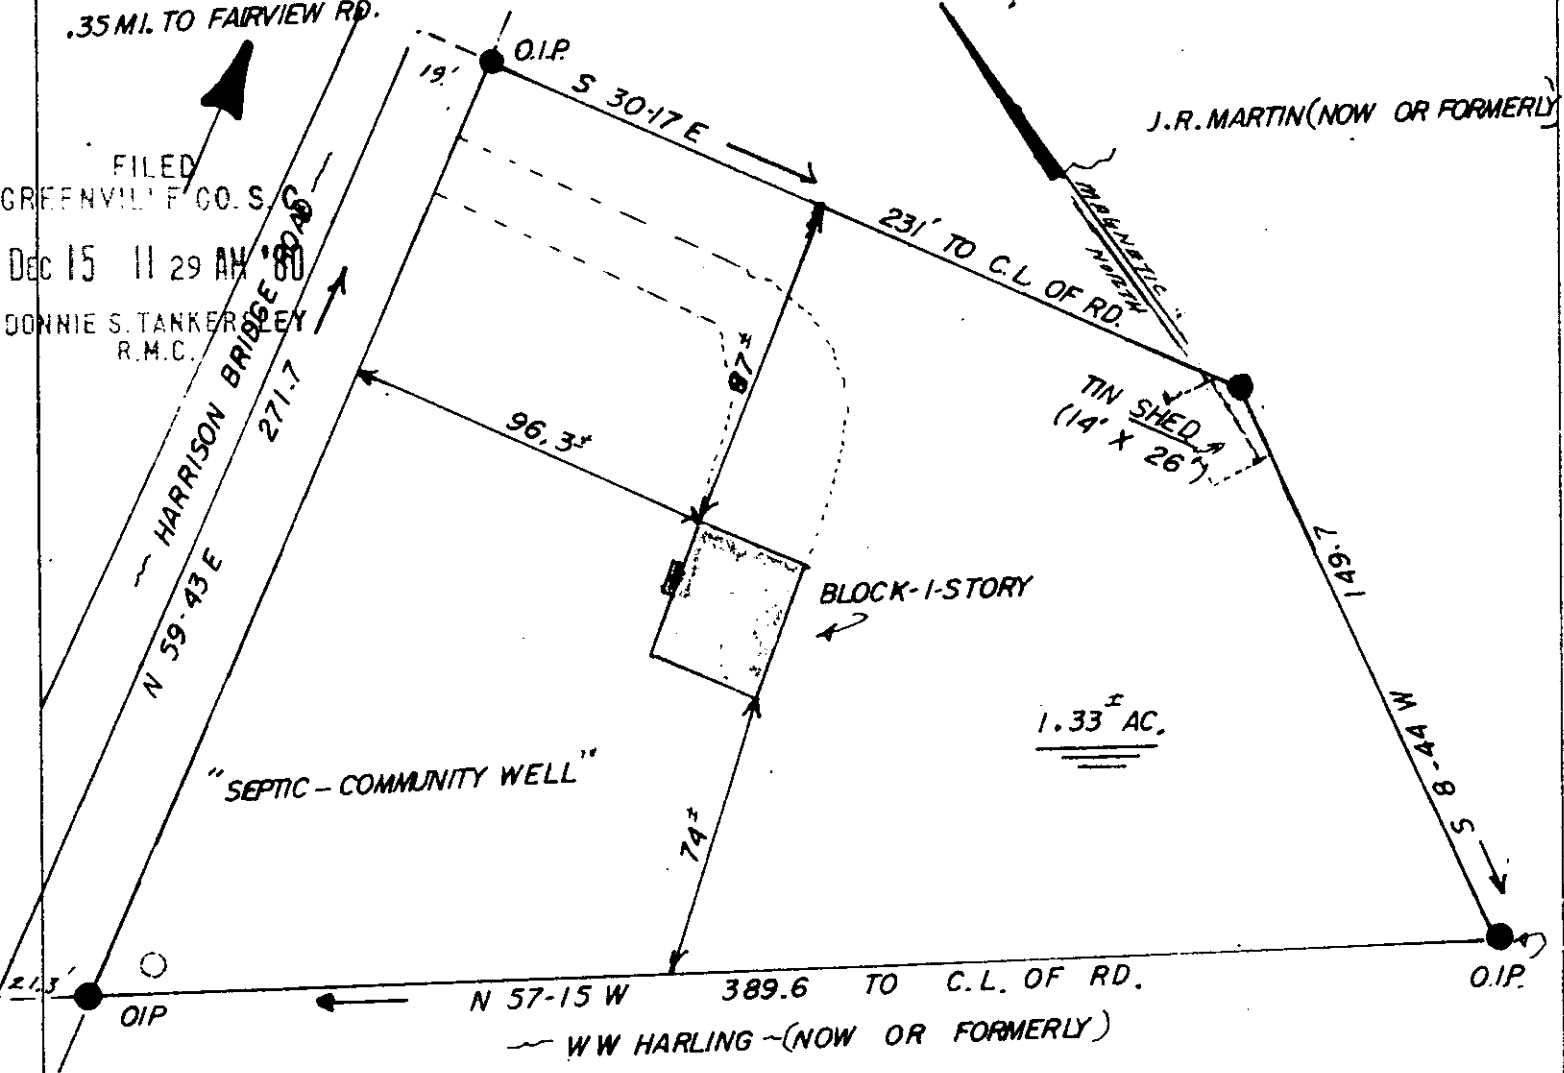 .35 MI. TO FAIRVIEW RD.
O.I.P.
19.'
S 30-17 E
J.R. MARTIN (NOW OR FORMERLY)
FILED
GREENVILLE CO. S. C.
DEC 15 11 29 AM '80
DONNIE S. TANKERSLEY
R.M.C.
HARRISON BRIDGE ROAD
271.7
N 59-43 E
231' TO C.L. OF RD.
MAGNETIC
NORTH
87±
96.3±
TIN SHED
(14' X 26')
149.7
S 8-44 W
BLOCK-1-STORY
1.33± AC.
"SEPTIC - COMMUNITY WELL"
74±
21.3'
OIP
N 57-15 W 389.6 TO C.L. OF RD.
O.I.P.
WW HARLING - (NOW OR FORMERLY)